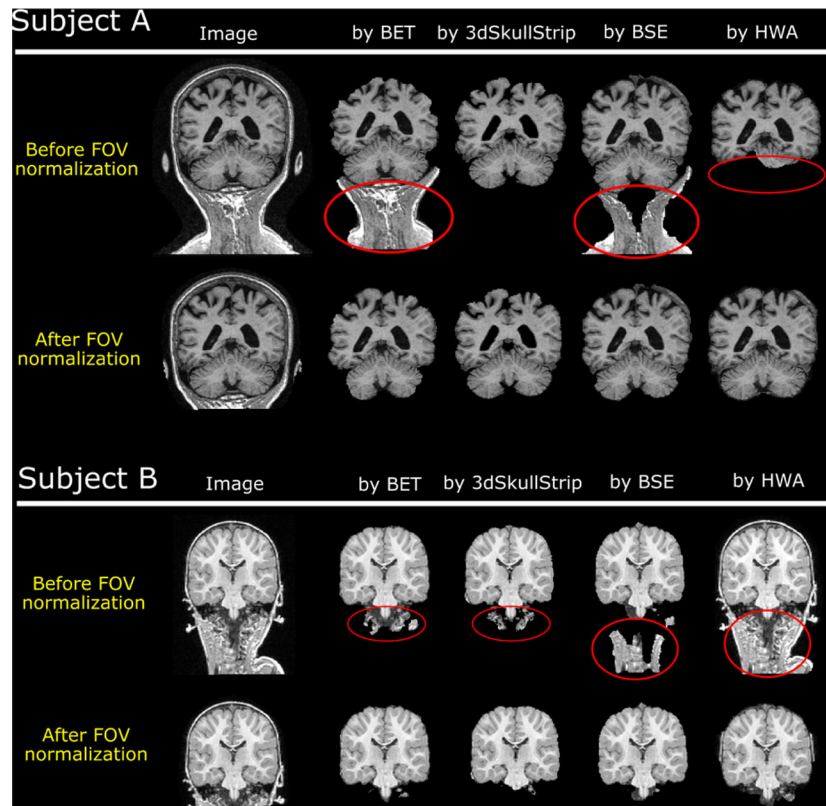 Subject A
Image by BET by 3dSkullStrip by BSE by HWA
Before FOV
normalization
After FOV
normalization
Subject B
Image by BET by 3dSkullStrip by BSE by HWA
Before FOV
normalization
After FOV
normalization